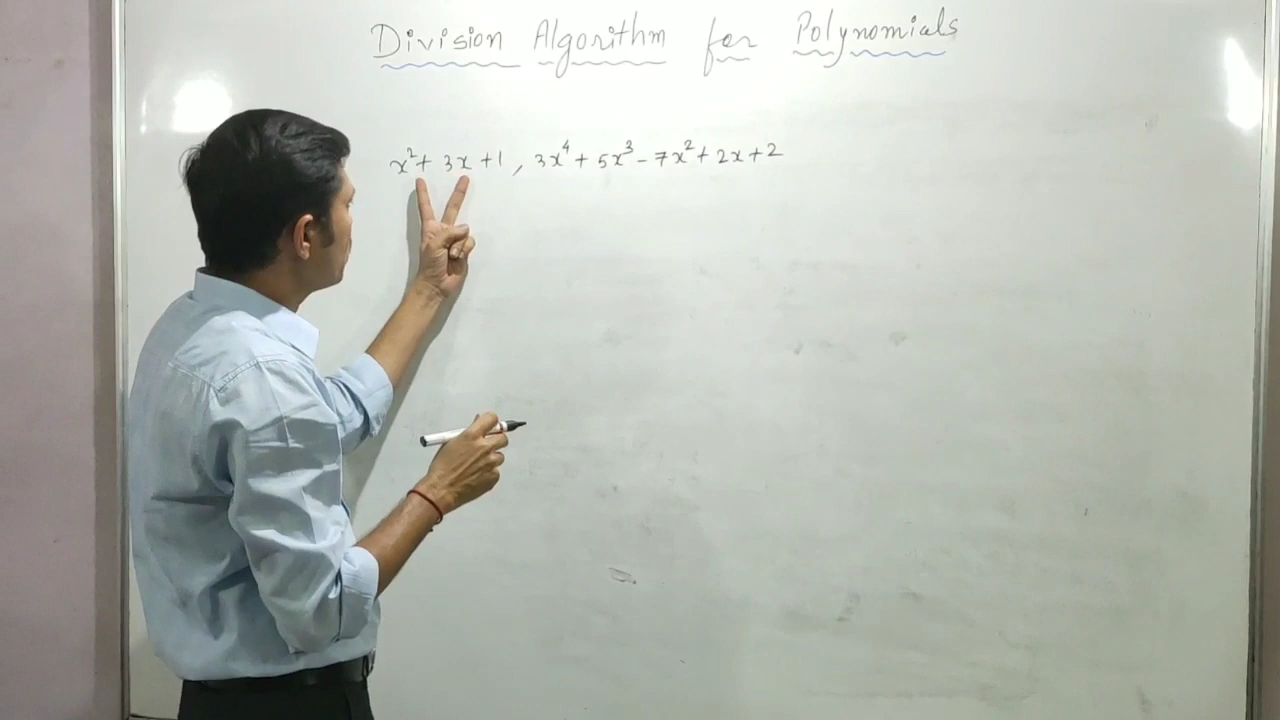 Division Algorithm for Polynomials
x² + 3x + 1 , 3x⁴ + 5x³ - 7x² + 2x + 2